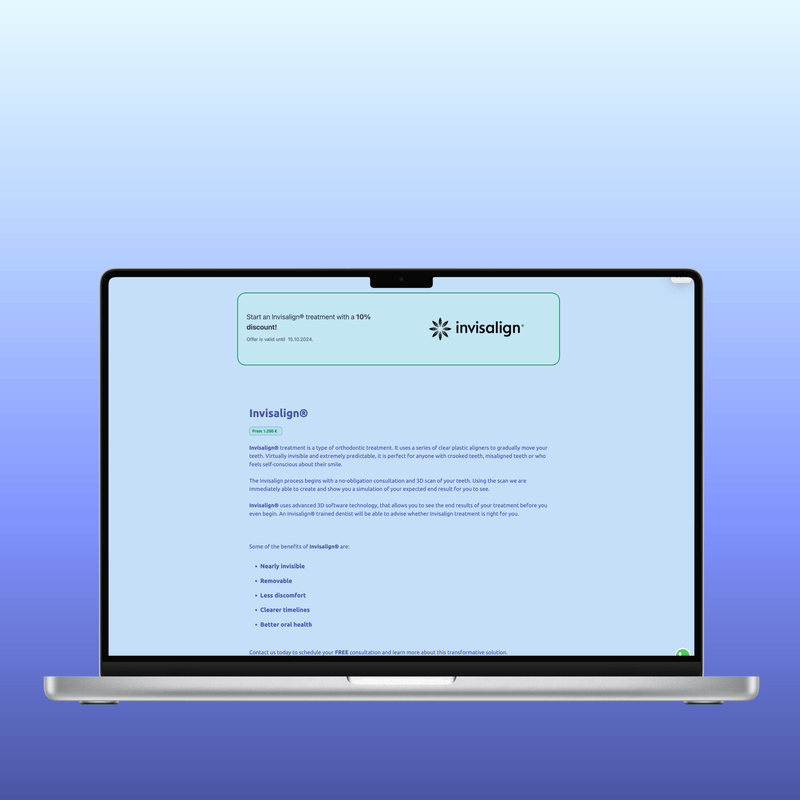 Start an Invisalign® treatment with a 10%
discount!
Offer is valid until 15.10.2024.
invisalign®
Invisalign®
From 1.200 €
Invisalign® treatment is a type of orthodontic treatment. It uses a series of clear plastic aligners to gradually move your
teeth. Virtually invisible and extremely predictable, it is perfect for anyone with crooked teeth, misaligned teeth or who
feels self-conscious about their smile.
The Invisalign process begins with a no-obligation consultation and 3D scan of your teeth. Using the scan we are
immediately able to create and show you a simulation of your expected end result for you to see.
Invisalign® uses advanced 3D software technology, that allows you to see the end results of your treatment before you
even begin. An Invisalign® trained dentist will be able to advise whether Invisalign treatment is right for you.
Some of the benefits of Invisalign® are:
• Nearly invisible
• Removable
• Less discomfort
• Clearer timelines
• Better oral health
Contact us today to schedule your FREE consultation and learn more about this transformative solution.